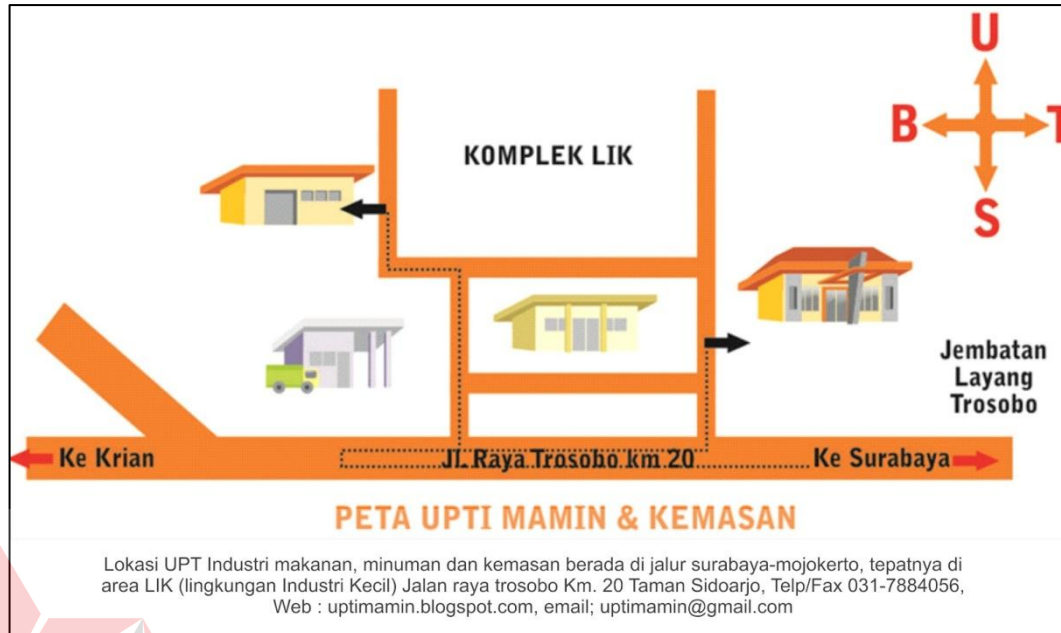 U
B
T
S
KOMPLEK LIK
Jembatan
Layang
Trosobo
Ke Krian
Jl. Raya Trosobo km 20
Ke Surabaya
PETA UPTI MAMIN & KEMASAN
Lokasi UPT Industri makanan, minuman dan kemasan berada di jalur surabaya-mojokerto, tepatnya di
area LIK (lingkungan Industri Kecil) Jalan raya trosobo Km. 20 Taman Sidoarjo, Telp/Fax 031-7884056,
Web : uptimamin.blogspot.com, email; uptimamin@gmail.com